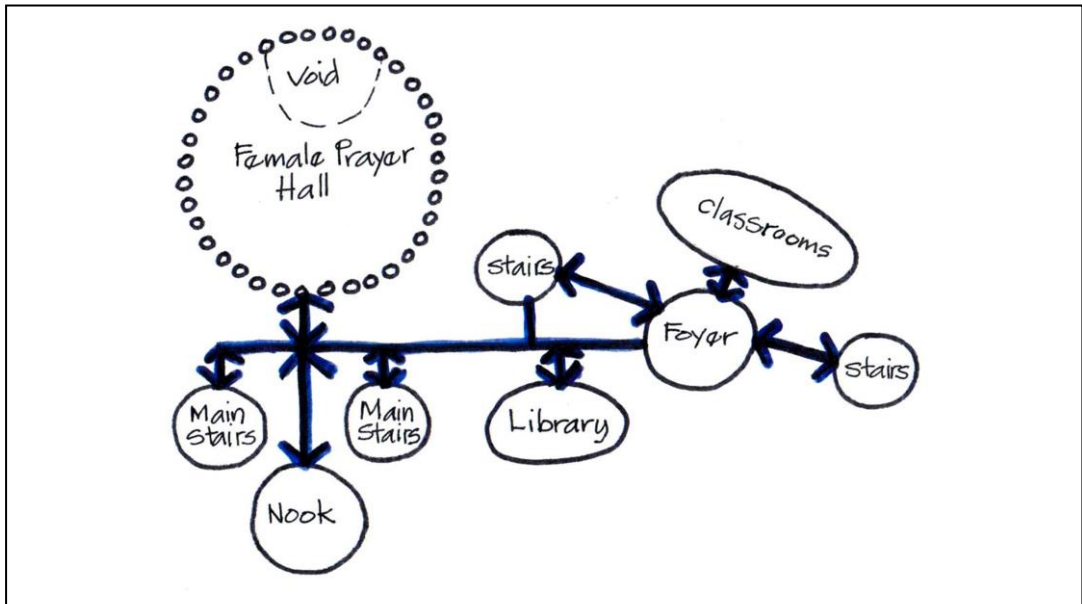 Void
Female Prayer
Hall
classrooms
stairs
Foyer
stairs
Main
Stairs
Main
Stairs
Library
Nook